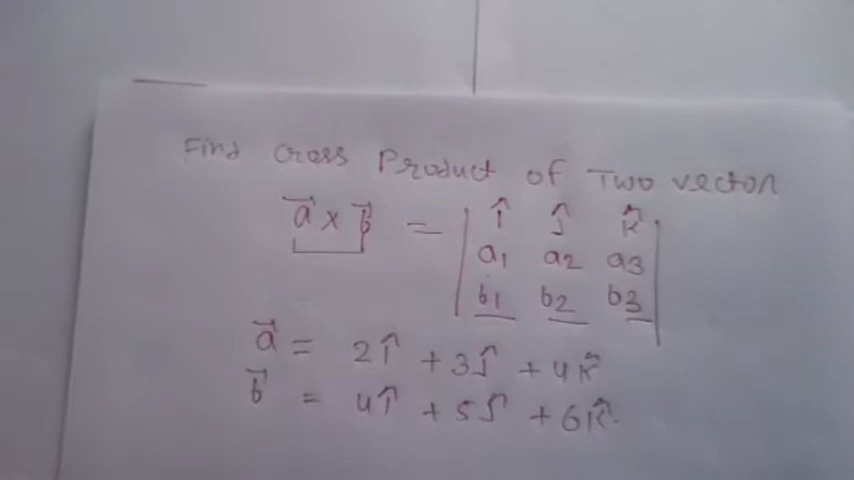 Find Cross Product of Two vector
a⃗ x b⃗ = | î ĵ k̂ |
| a1 a2 a3 |
| b1 b2 b3 |
a⃗ = 2î + 3ĵ + 4k̂
b⃗ = 4î + 5ĵ + 6k̂.